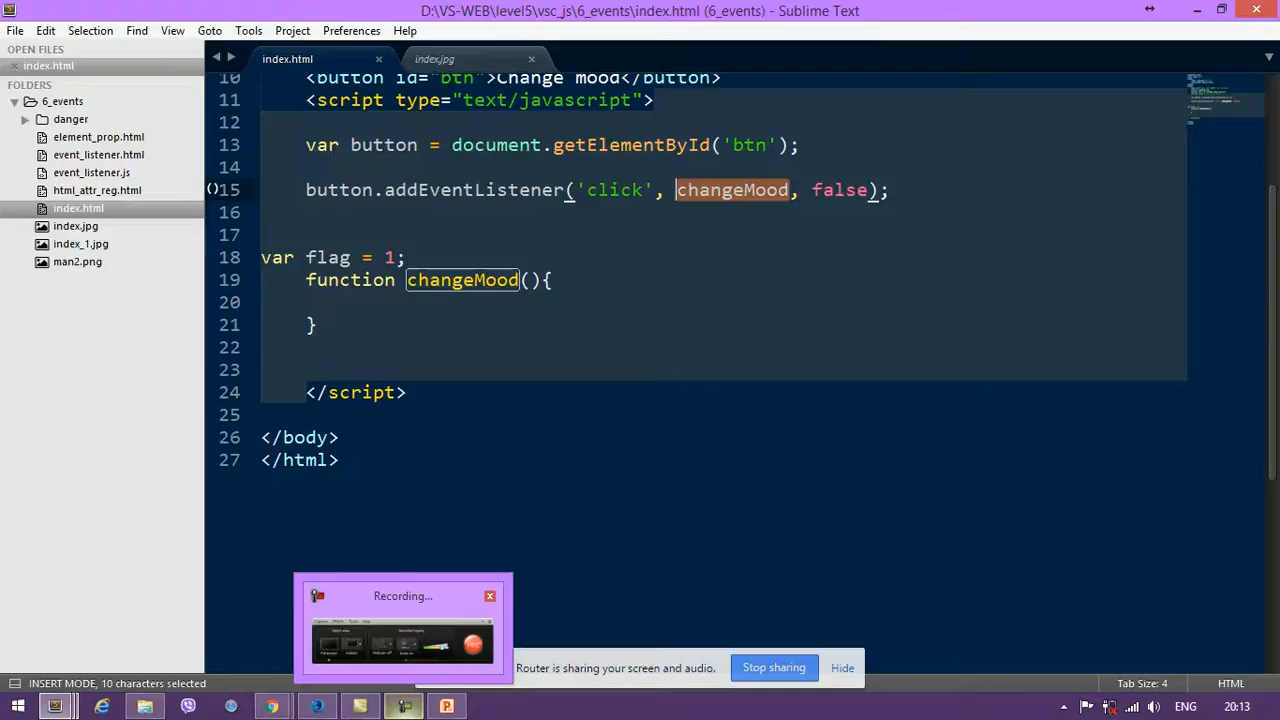 D:\VS-WEB\level5\vsc_js\6_events\index.html (6_events) - Sublime Text
File Edit Selection Find View Goto Tools Project Preferences Help
OPEN FILES
index.html
FOLDERS
6_events
danger
element_prop.html
event_listener.html
event_listener.js
html_attr_reg.html
index.html
index.jpg
index_1.jpg
man2.png
index.html index.jpg
10 <button id="btn">Change mood</button>
11 <script type="text/javascript">
12
13 var button = document.getElementById('btn');
14
15 button.addEventListener('click', changeMood, false);
16
17
18 var flag = 1;
19 function changeMood(){
20
21 }
22
23
24 </script>
25
26 </body>
27 </html>
Recording...
Router is sharing your screen and audio. Stop sharing Hide
INSERT MODE, 10 characters selected Tab Size: 4 HTML
ENG 20:13